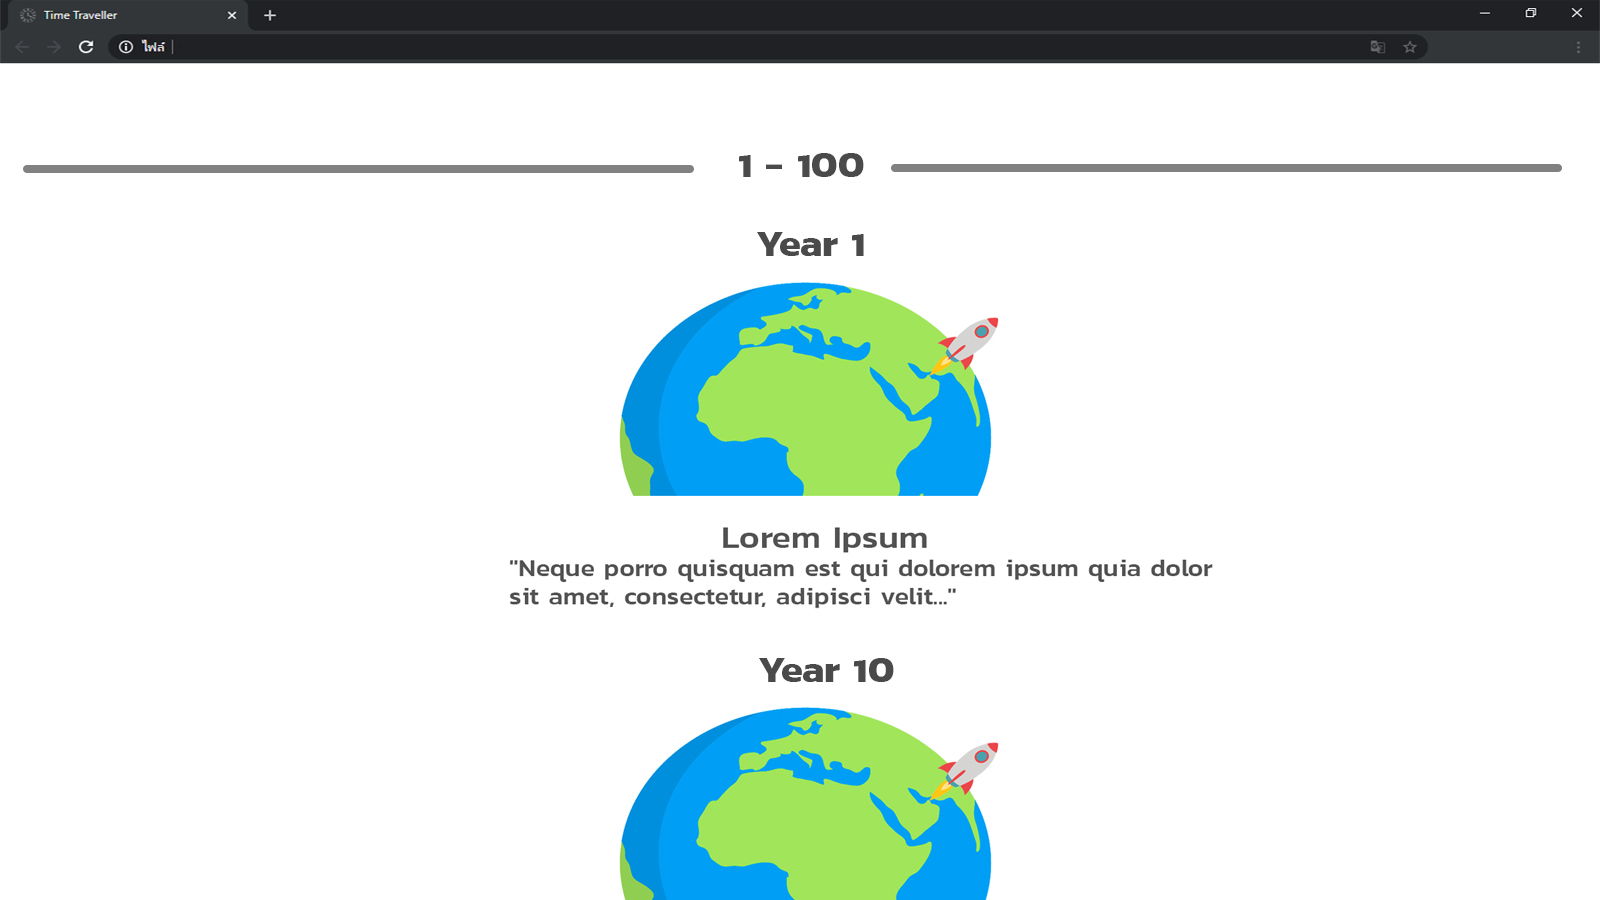 Time Traveller
ไฟล์
1 - 100
Year 1
Lorem Ipsum
"Neque porro quisquam est qui dolorem ipsum quia dolor
sit amet, consectetur, adipisci velit..."
Year 10